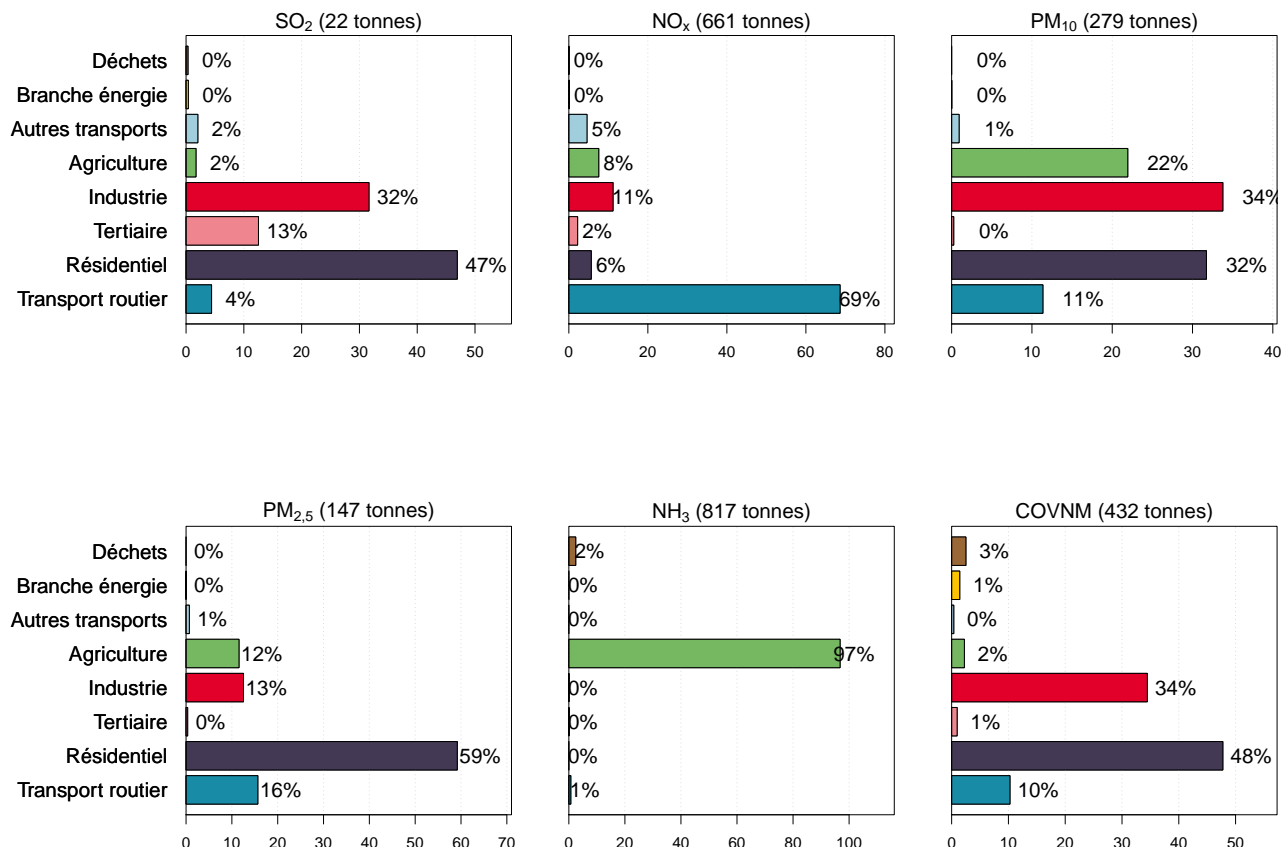 SO₂ (22 tonnes)
Déchets 0%
Branche énergie 0%
Autres transports 2%
Agriculture 2%
Industrie 32%
Tertiaire 13%
Résidentiel 47%
Transport routier 4%
0 10 20 30 40 50
NOₓ (661 tonnes)
0%
0%
5%
8%
11%
2%
6%
69%
0 20 40 60 80
PM₁₀ (279 tonnes)
0%
0%
1%
22%
34%
0%
32%
11%
0 10 20 30 40
PM₂,₅ (147 tonnes)
Déchets 0%
Branche énergie 0%
Autres transports 1%
Agriculture 12%
Industrie 13%
Tertiaire 0%
Résidentiel 59%
Transport routier 16%
0 10 20 30 40 50 60 70
NH₃ (817 tonnes)
2%
0%
0%
97%
0%
0%
0%
1%
0 20 40 60 80 100
COVNM (432 tonnes)
3%
1%
0%
2%
34%
1%
48%
10%
0 10 20 30 40 50